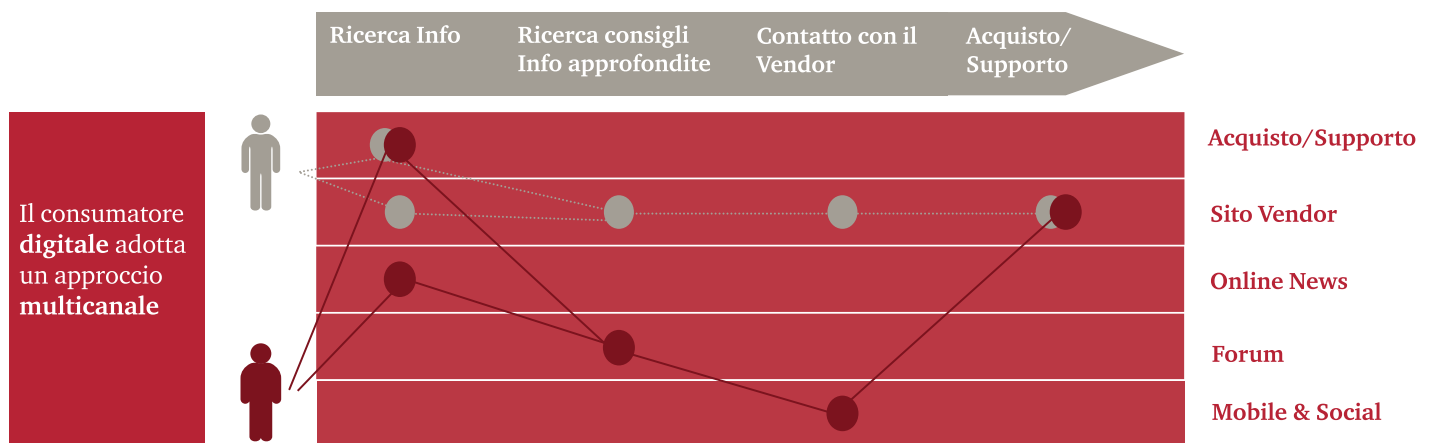 Ricerca Info
Ricerca consigli
Info approfondite
Contatto con il
Vendor
Acquisto/
Supporto
Il consumatore
digitale adotta
un approccio
multicanale
Acquisto/Supporto
Sito Vendor
Online News
Forum
Mobile & Social